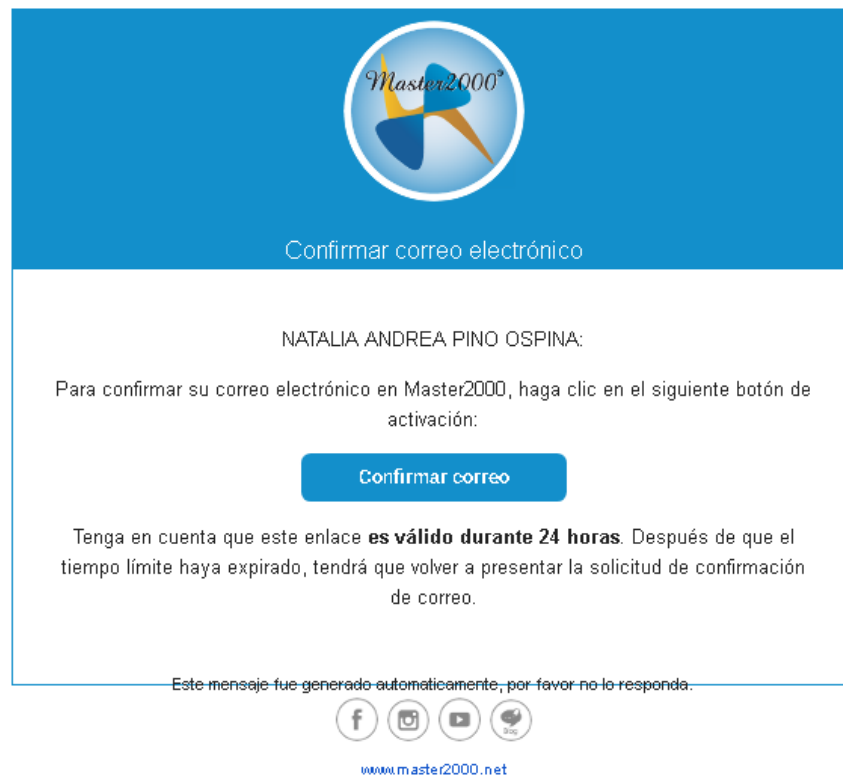 Master2000®
Confirmar correo electrónico
NATALIA ANDREA PINO OSPINA:
Para confirmar su correo electrónico en Master2000, haga clic en el siguiente botón de
activación:
Confirmar correo
Tenga en cuenta que este enlace es válido durante 24 horas. Después de que el
tiempo límite haya expirado, tendrá que volver a presentar la solicitud de confirmación
de correo.
Este mensaje fue generado automaticamente, por favor no lo responda.
Blog
www.master2000.net